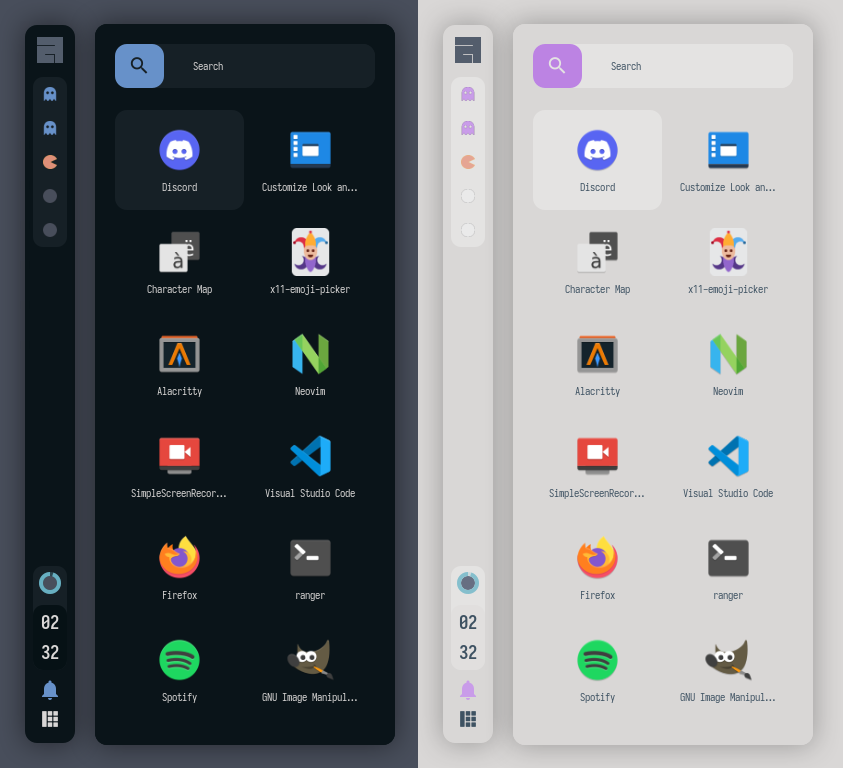 Search
Discord
Customize Look an...
à ë
Character Map
x11-emoji-picker
Alacritty
Neovim
SimpleScreenRecor...
Visual Studio Code
Firefox
ranger
02
32
Spotify
GNU Image Manipul...
Search
Discord
Customize Look an...
à ë
Character Map
x11-emoji-picker
Alacritty
Neovim
SimpleScreenRecor...
Visual Studio Code
Firefox
ranger
02
32
Spotify
GNU Image Manipul...